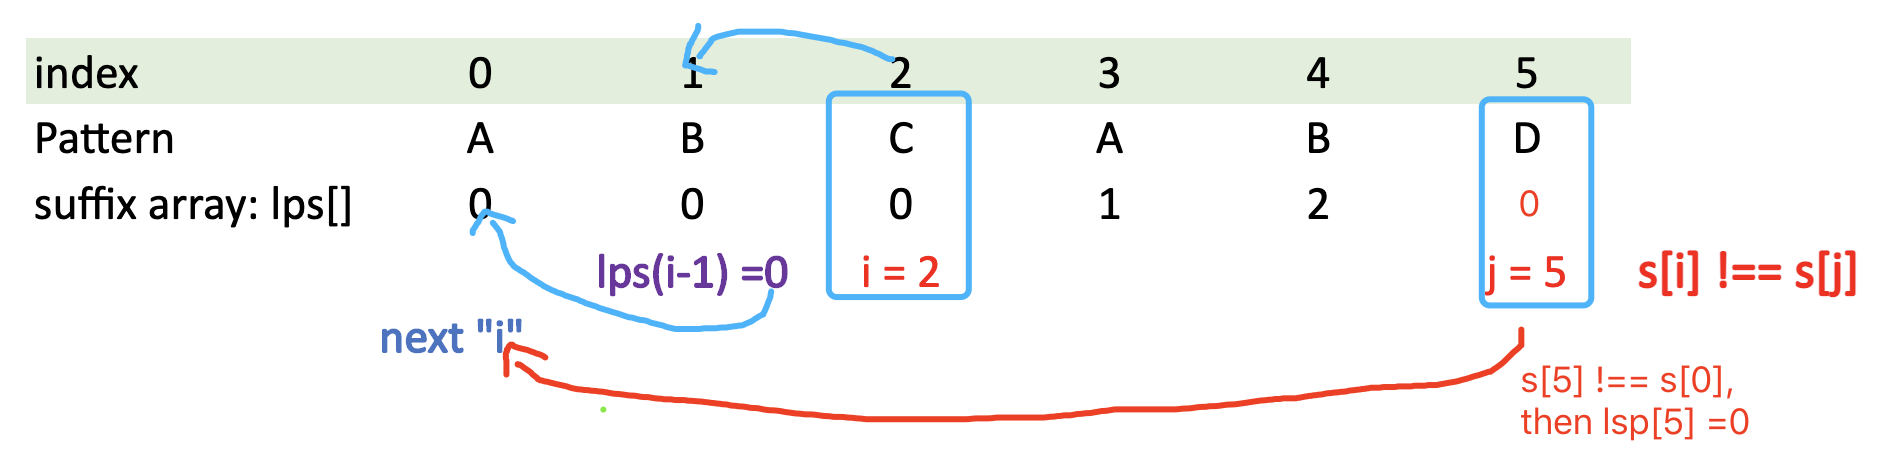 index 0 1 2 3 4 5
Pattern A B C A B D
suffix array: lps[] 0 0 0 1 2 0
lps(i-1) =0 i = 2 j = 5 s[i] !== s[j]
next "i"
s[5] !== s[0],
then lsp[5] =0